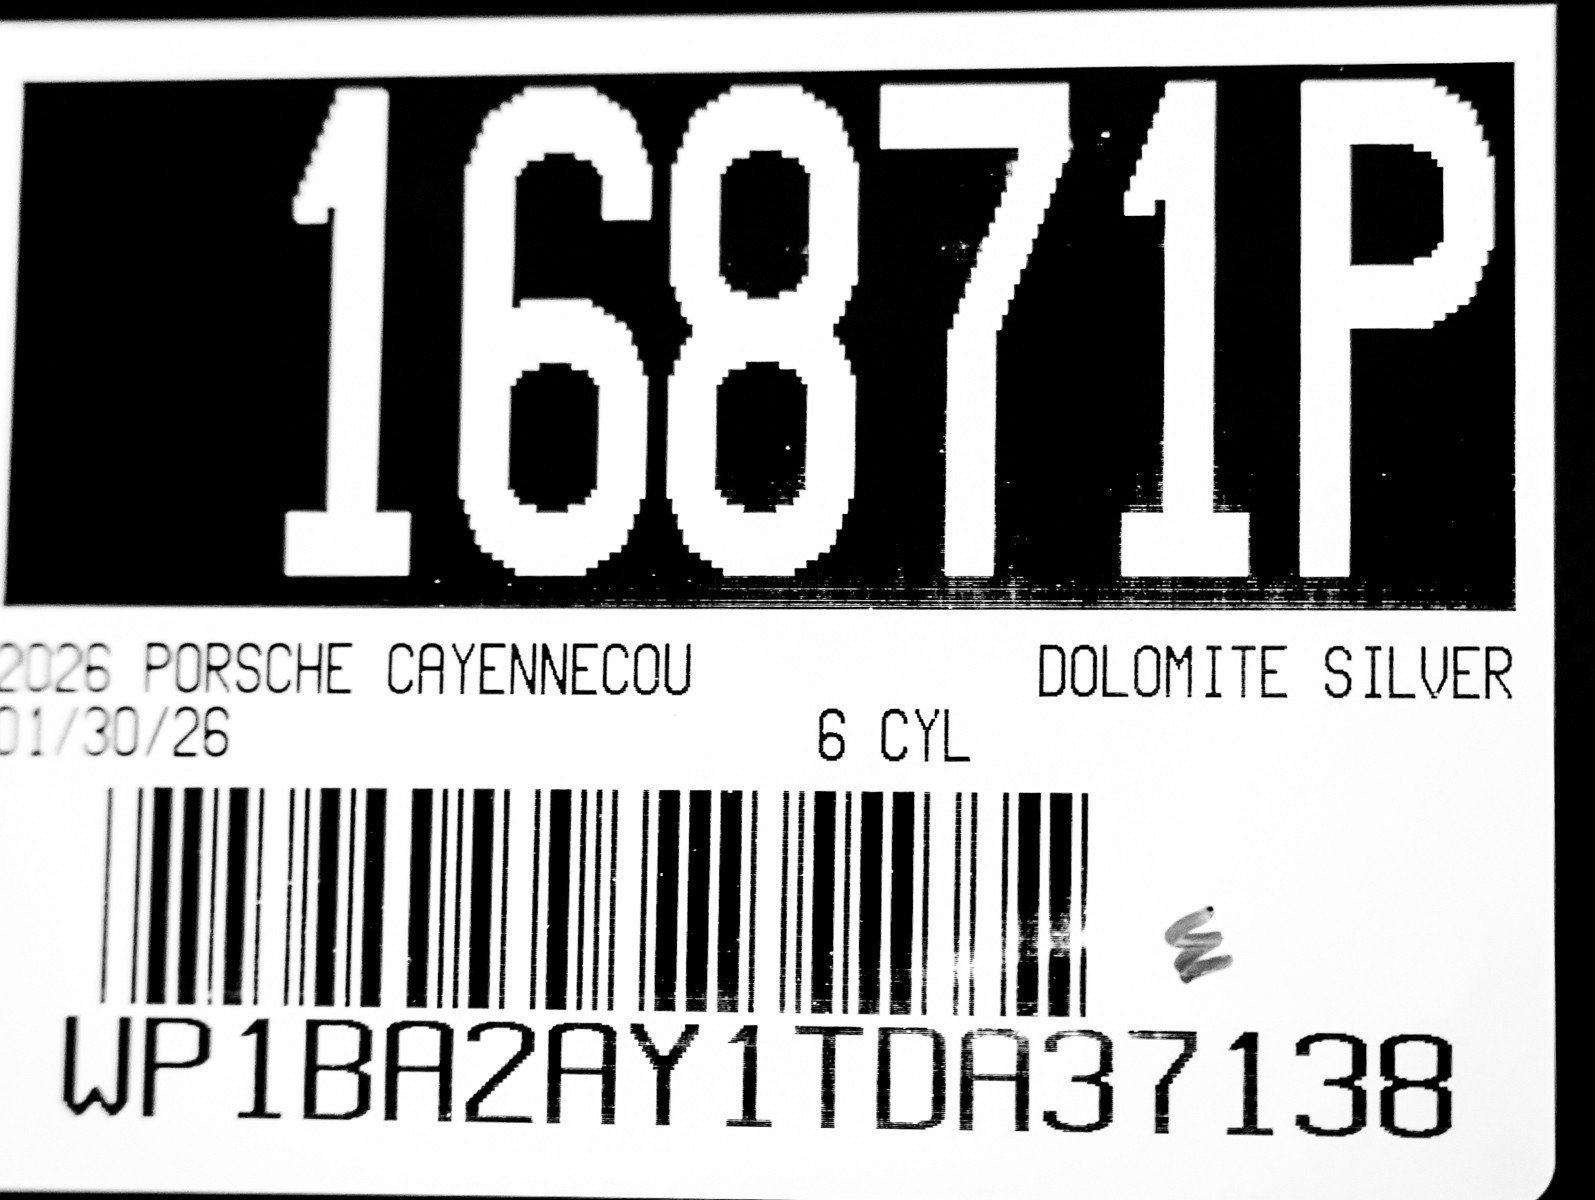 16871P
2026 PORSCHE CAYENNECOU DOLOMITE SILVER
01/30/26 6 CYL
WP1BA2AY1TDA37138